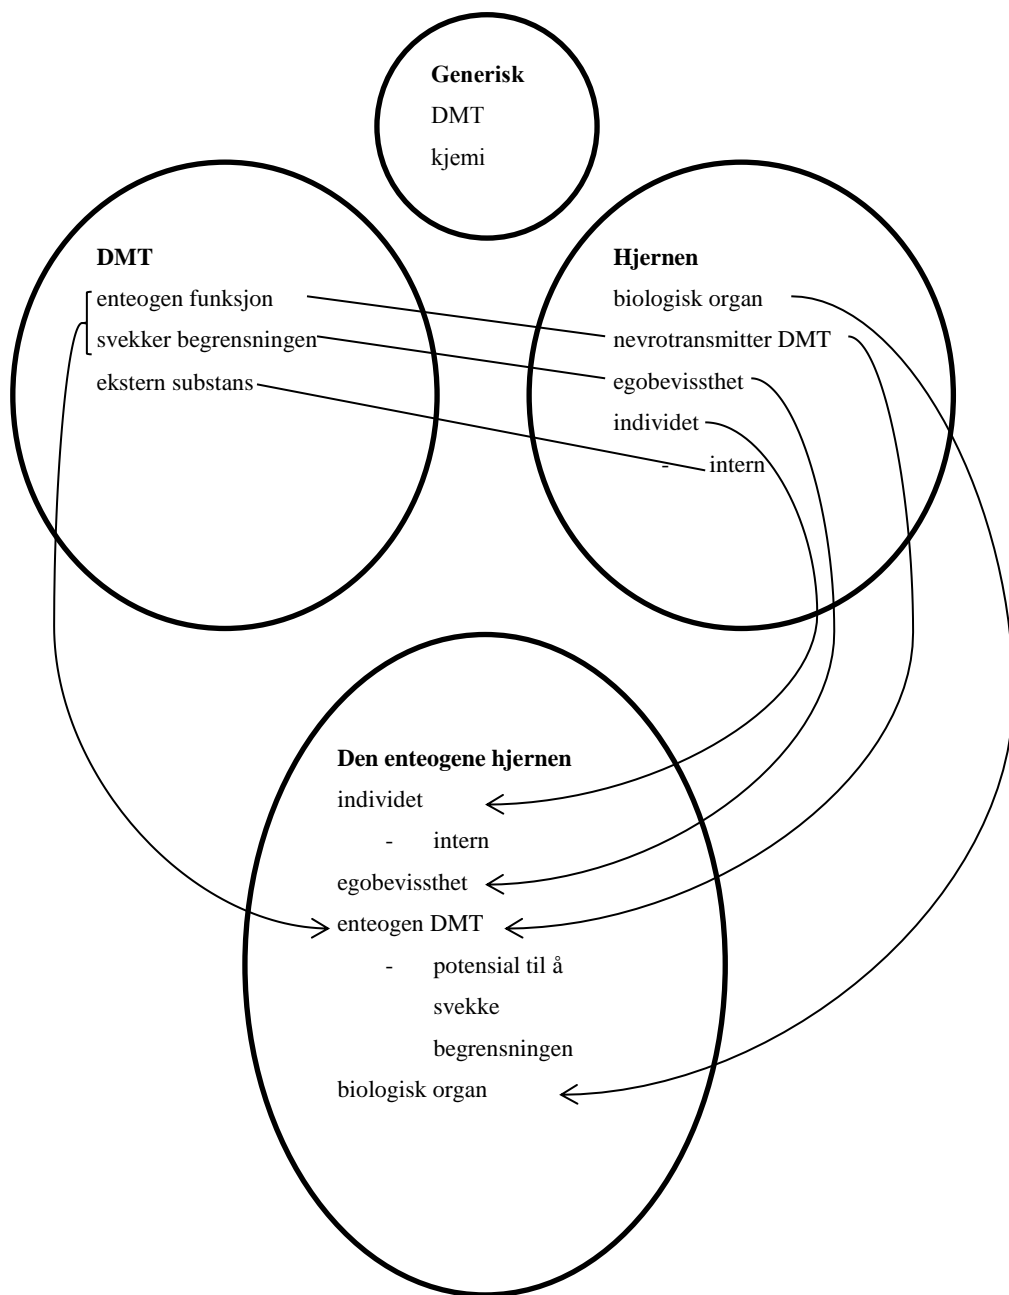 Generisk
DMT
kjemi
DMT
enteogen funksjon
svekker begrensningen
ekstern substans
Hjernen
biologisk organ
nevrotransmitter DMT
egobevissthet
individet
- intern
Den enteogene hjernen
individet
- intern
egobevissthet
enteogen DMT
- potensial til å
svekke
begrensningen
biologisk organ